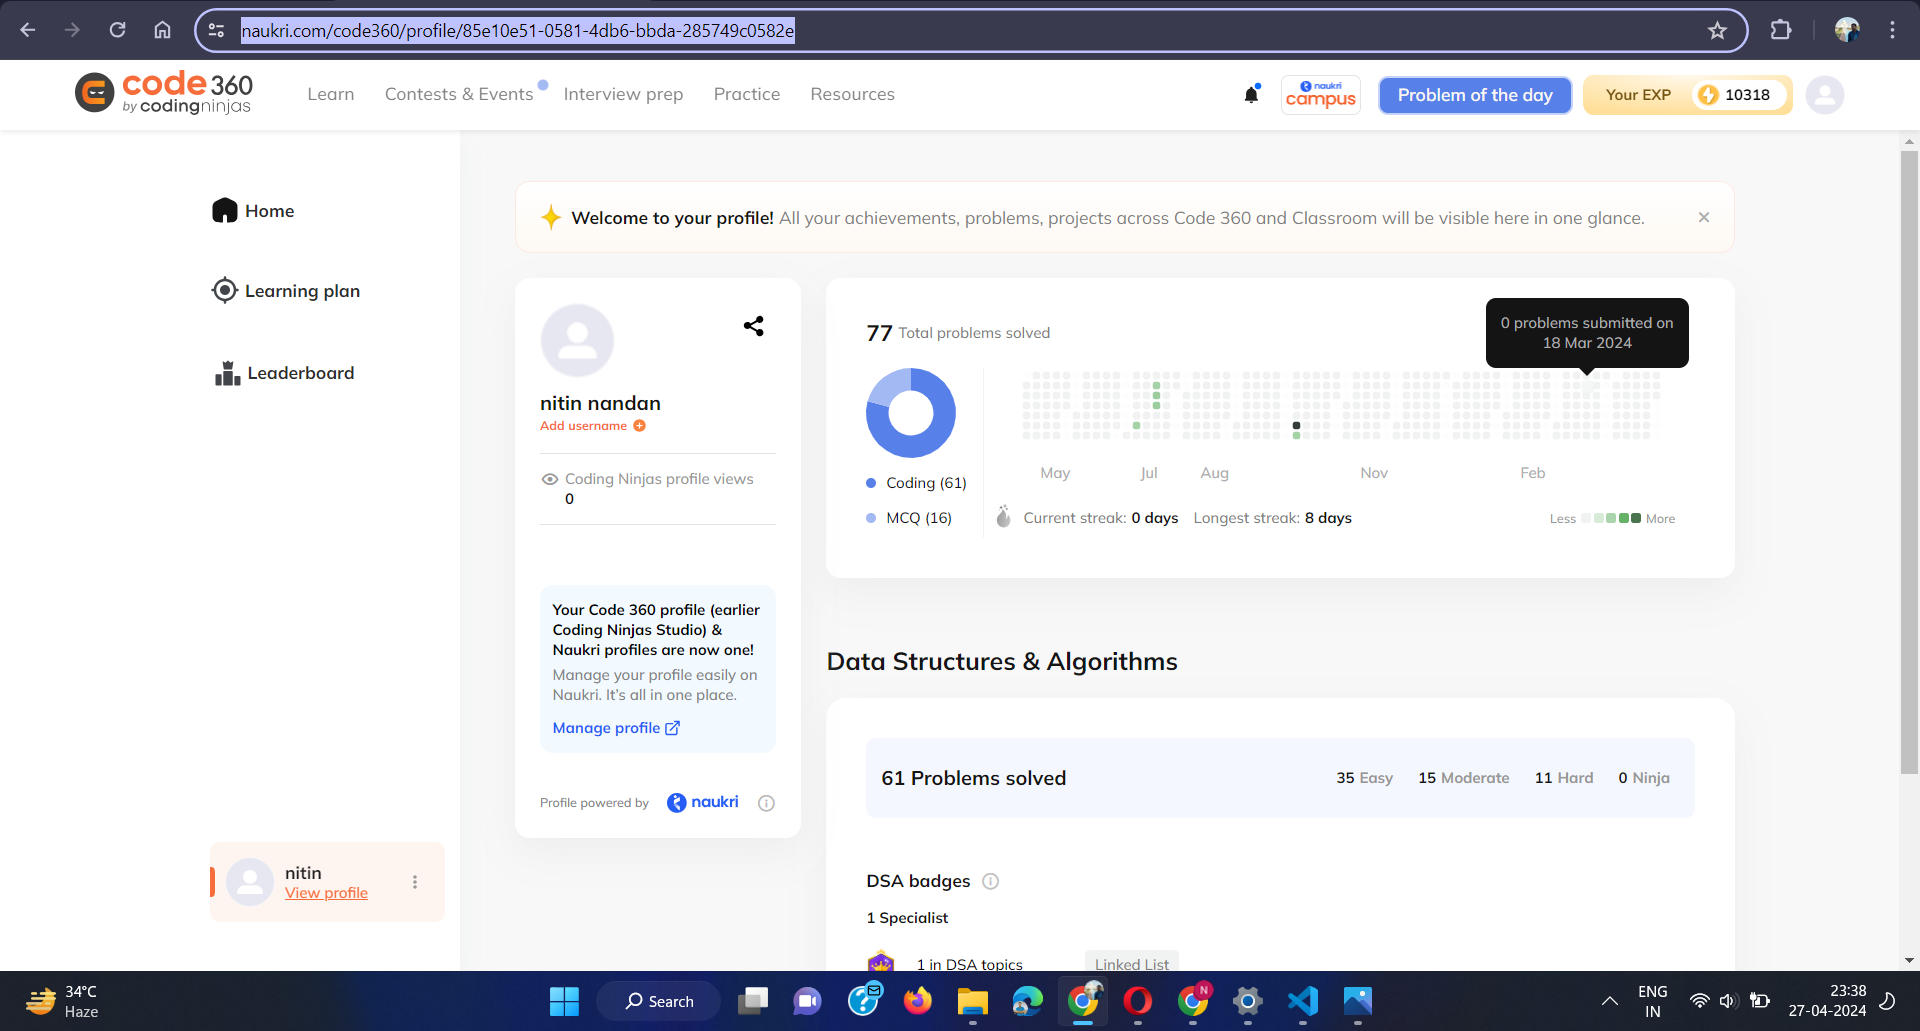 naukri.com/code360/profile/85e10e51-0581-4db6-bbda-285749c0582e
code 360
by codingninjas
Learn
Contests & Events
Interview prep
Practice
Resources
naukri
campus
Problem of the day
Your EXP
10318
Home
Learning plan
Leaderboard
nitin
View profile
Welcome to your profile! All your achievements, problems, projects across Code 360 and Classroom will be visible here in one glance.
nitin nandan
Add username
Coding Ninjas profile views
0
Your Code 360 profile (earlier
Coding Ninjas Studio) &
Naukri profiles are now one!
Manage your profile easily on
Naukri. It's all in one place.
Manage profile
Profile powered by
naukri
77 Total problems solved
0 problems submitted on
18 Mar 2024
Coding (61)
MCQ (16)
May
Jul
Aug
Nov
Feb
Current streak: 0 days
Longest streak: 8 days
Less
More
Data Structures & Algorithms
61 Problems solved
35 Easy
15 Moderate
11 Hard
0 Ninja
DSA badges
1 Specialist
1 in DSA topics
Linked List
34°C
Haze
Search
N
ENG
IN
23:38
27-04-2024